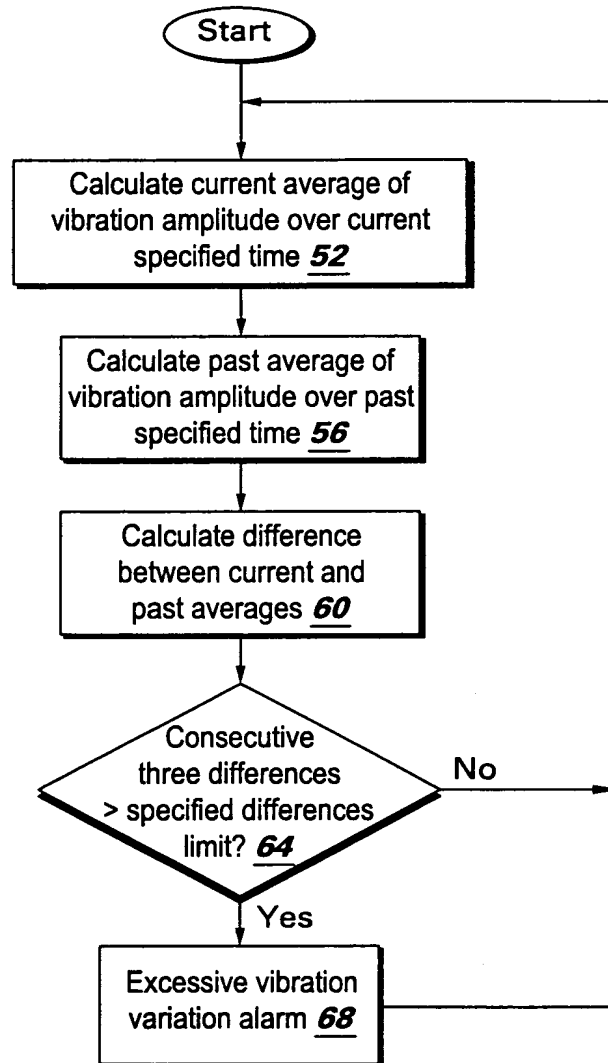 Start
Calculate current average of
vibration amplitude over current
specified time 52
Calculate past average of
vibration amplitude over past
specified time 56
Calculate difference
between current and
past averages 60
Consecutive
three differences
> specified differences
limit? 64
No
Yes
Excessive vibration
variation alarm 68